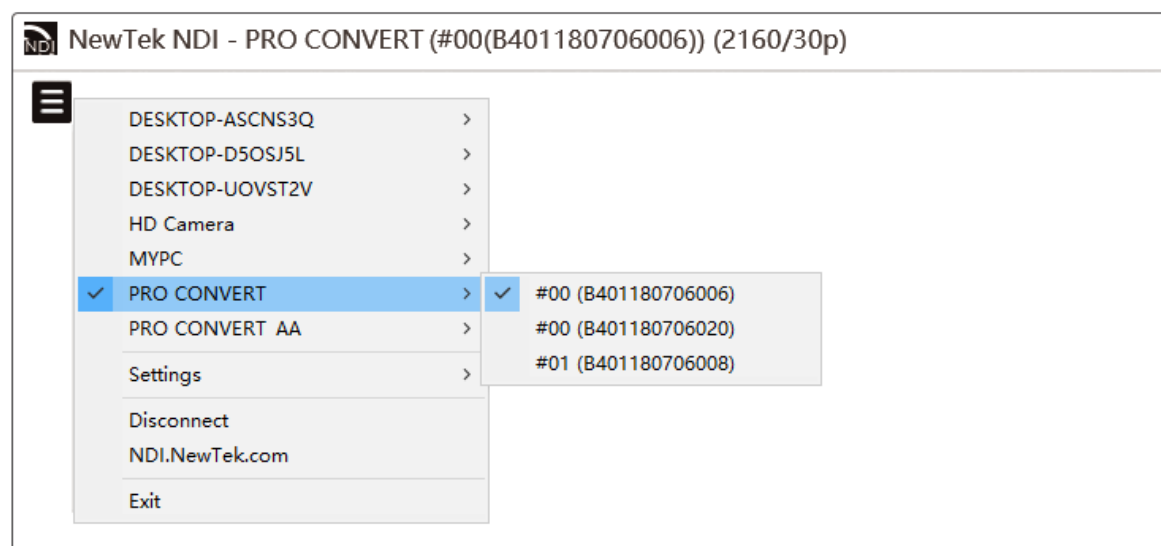 NDI NewTek NDI - PRO CONVERT (#00(B401180706006)) (2160/30p)
DESKTOP-ASCNS3Q
DESKTOP-D5OSJ5L
DESKTOP-UOVST2V
HD Camera
MYPC
PRO CONVERT
#00 (B401180706006)
PRO CONVERT AA
#00 (B401180706020)
#01 (B401180706008)
Settings
Disconnect
NDI.NewTek.com
Exit